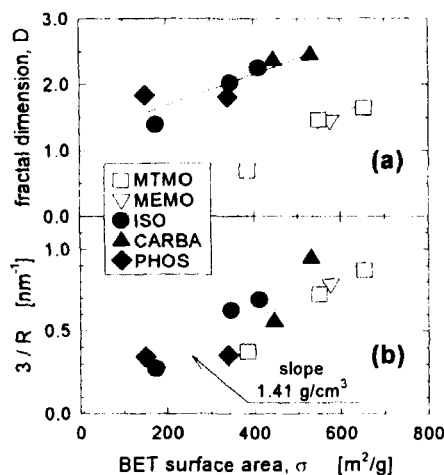 fractal dimension, D
3.0
2.0
1.0
0.0
(a)
MTMO
MEMO
ISO
CARBA
PHOS
3 / R [nm⁻¹]
1.0
0.5
0.0
(b)
slope
1.41 g/cm³
0 200 400 600 800
BET surface area, σ [m²/g]